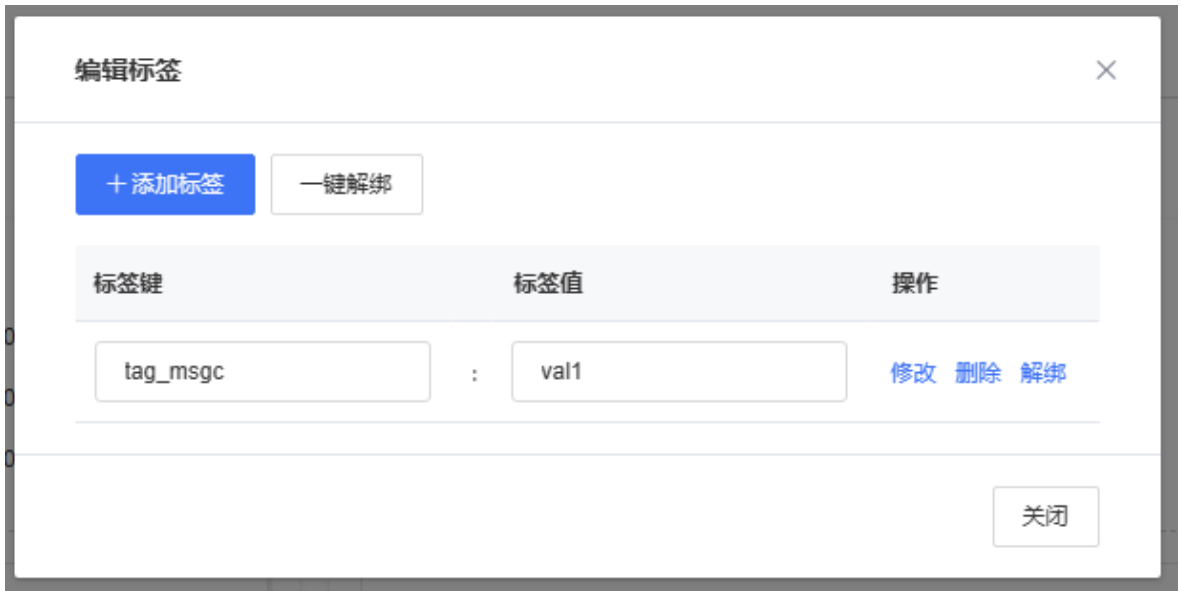 编辑标签
添加标签 一键解绑
标签键 标签值 操作
tag_msgc : val1 修改 删除 解绑
关闭